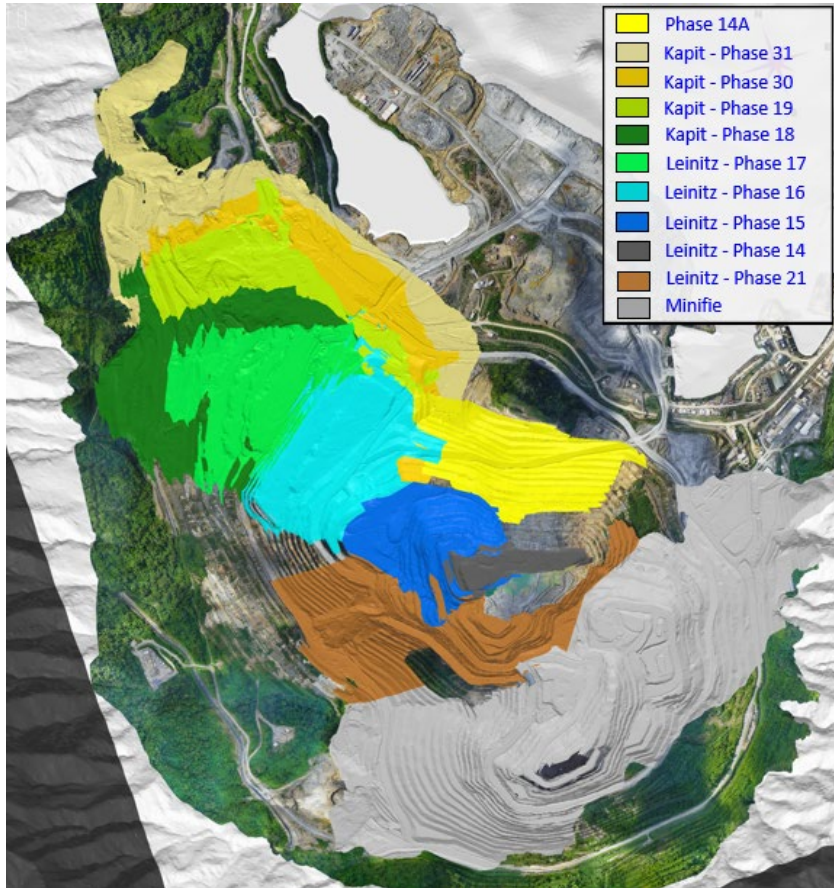 Phase 14A
Kapit - Phase 31
Kapit - Phase 30
Kapit - Phase 19
Kapit - Phase 18
Leinitz - Phase 17
Leinitz - Phase 16
Leinitz - Phase 15
Leinitz - Phase 14
Leinitz - Phase 21
Minifie